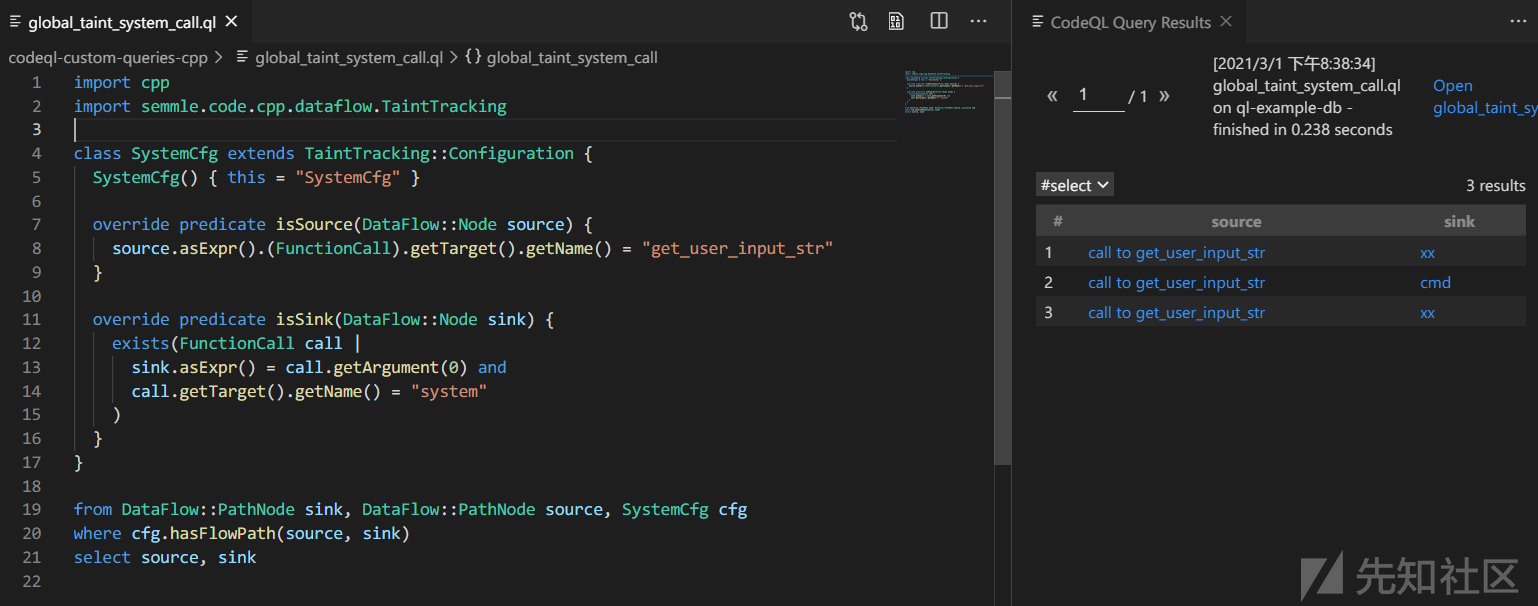 global_taint_system_call.ql
codeql-custom-queries-cpp > global_taint_system_call.ql > {} global_taint_system_call
1 import cpp
2 import semmle.code.cpp.dataflow.TaintTracking
3
4 class SystemCfg extends TaintTracking::Configuration {
5 SystemCfg() { this = "SystemCfg" }
6
7 override predicate isSource(DataFlow::Node source) {
8 source.asExpr().(FunctionCall).getTarget().getName() = "get_user_input_str"
9 }
10
11 override predicate isSink(DataFlow::Node sink) {
12 exists(FunctionCall call |
13 sink.asExpr() = call.getArgument(0) and
14 call.getTarget().getName() = "system"
15 )
16 }
17 }
18
19 from DataFlow::PathNode sink, DataFlow::PathNode source, SystemCfg cfg
20 where cfg.hasFlowPath(source, sink)
21 select source, sink
22
CodeQL Query Results
« 1 / 1 »
[2021/3/1 下午8:38:34]
global_taint_system_call.ql
on ql-example-db -
finished in 0.238 seconds
Open
global_taint_sy
#select
3 results
# source sink
1 call to get_user_input_str xx
2 call to get_user_input_str cmd
3 call to get_user_input_str xx
先知社区